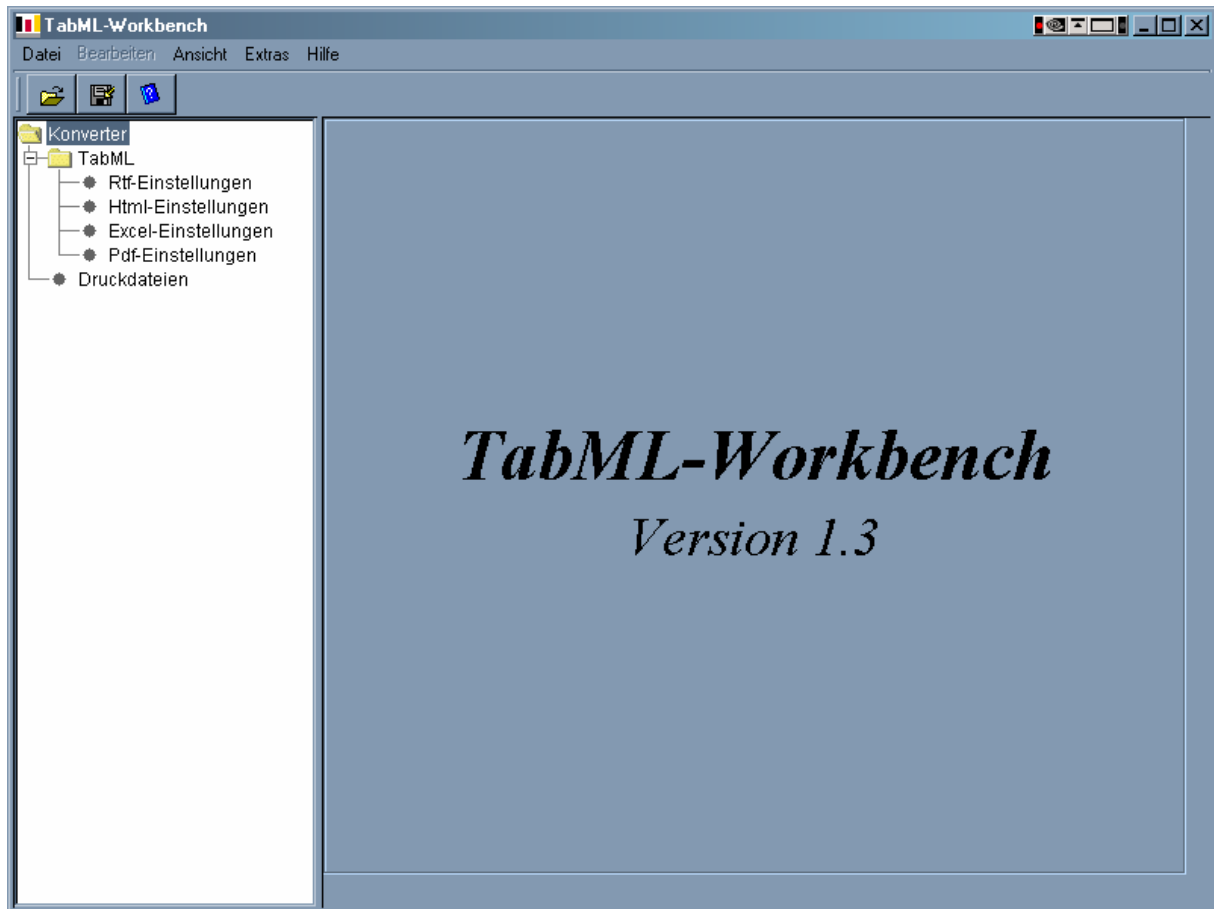 TabML-Workbench
Datei Bearbeiten Ansicht Extras Hilfe
Konverter
TabML
Rtf-Einstellungen
Html-Einstellungen
Excel-Einstellungen
Pdf-Einstellungen
Druckdateien
TabML-Workbench
Version 1.3